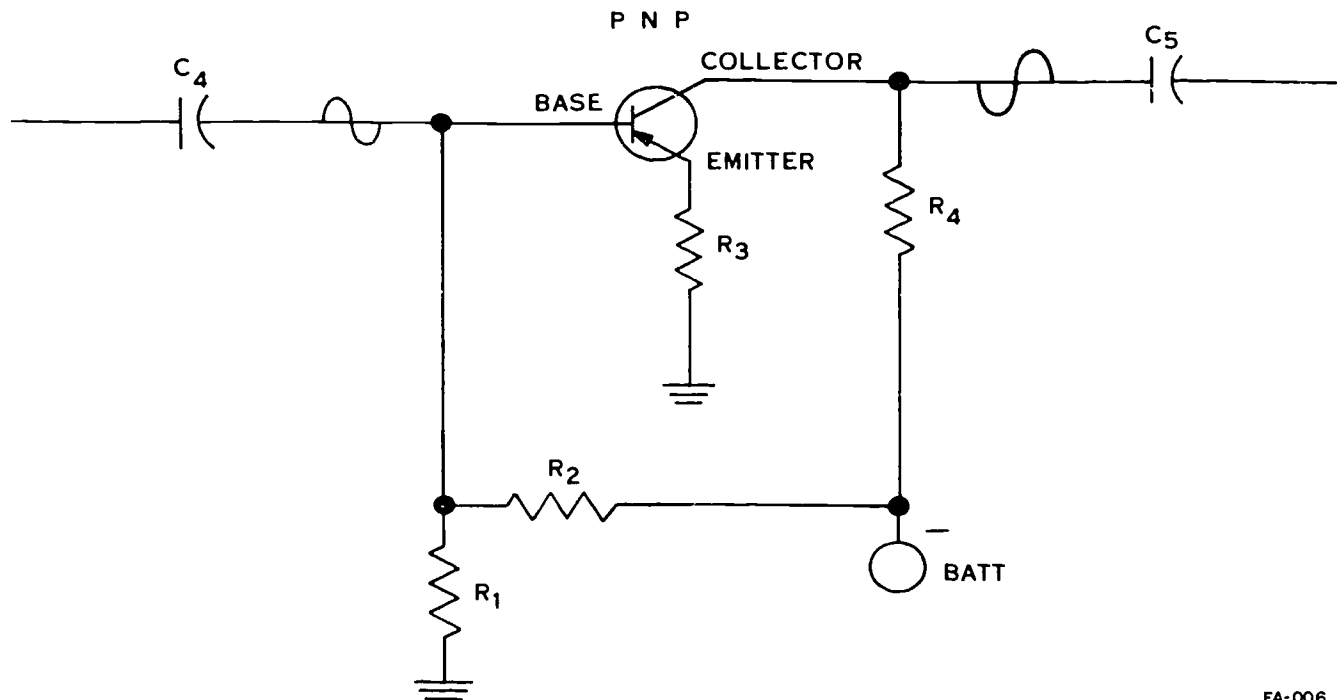 P N P
C5
COLLECTOR
C4
BASE
EMITTER
R4
R3
R2
BATT
R1
FA-006